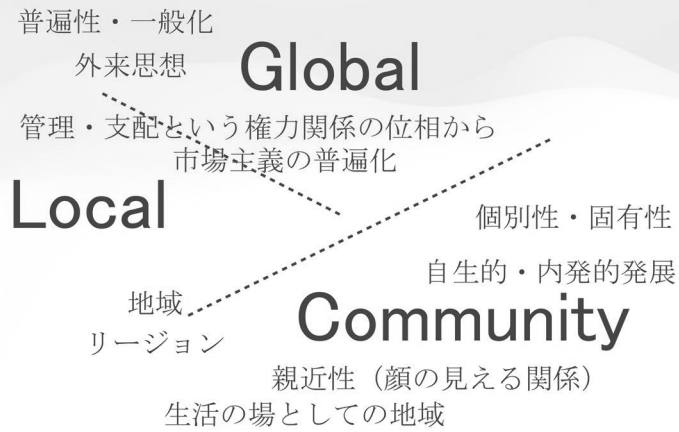 普遍性・一般化
外来思想
Global
管理・支配という権力関係の位相から
市場主義の普遍化
Local
個別性・固有性
自生的・内発的発展
地域
リージョン
Community
親近性（顔の見える関係）
生活の場としての地域